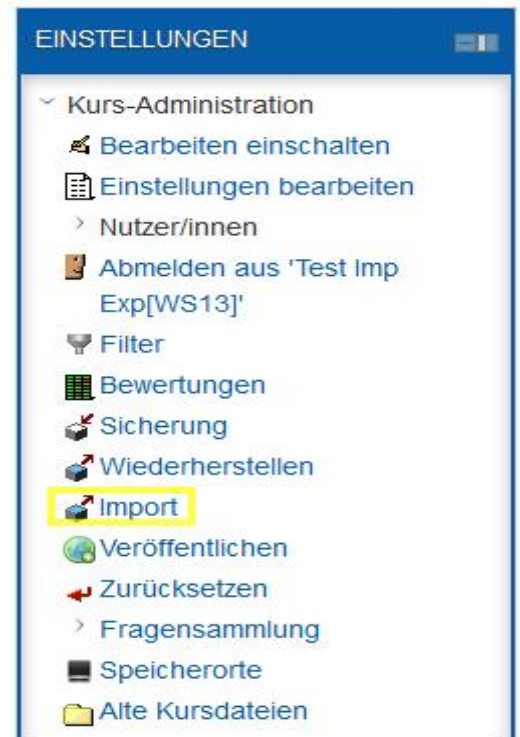 EINSTELLUNGEN
Kurs-Administration
Bearbeiten einschalten
Einstellungen bearbeiten
Nutzer/innen
Abmelden aus 'Test Imp
Exp[WS13]'
Filter
Bewertungen
Sicherung
Wiederherstellen
Import
Veröffentlichen
Zurücksetzen
Fragensammlung
Speicherorte
Alte Kursdateien